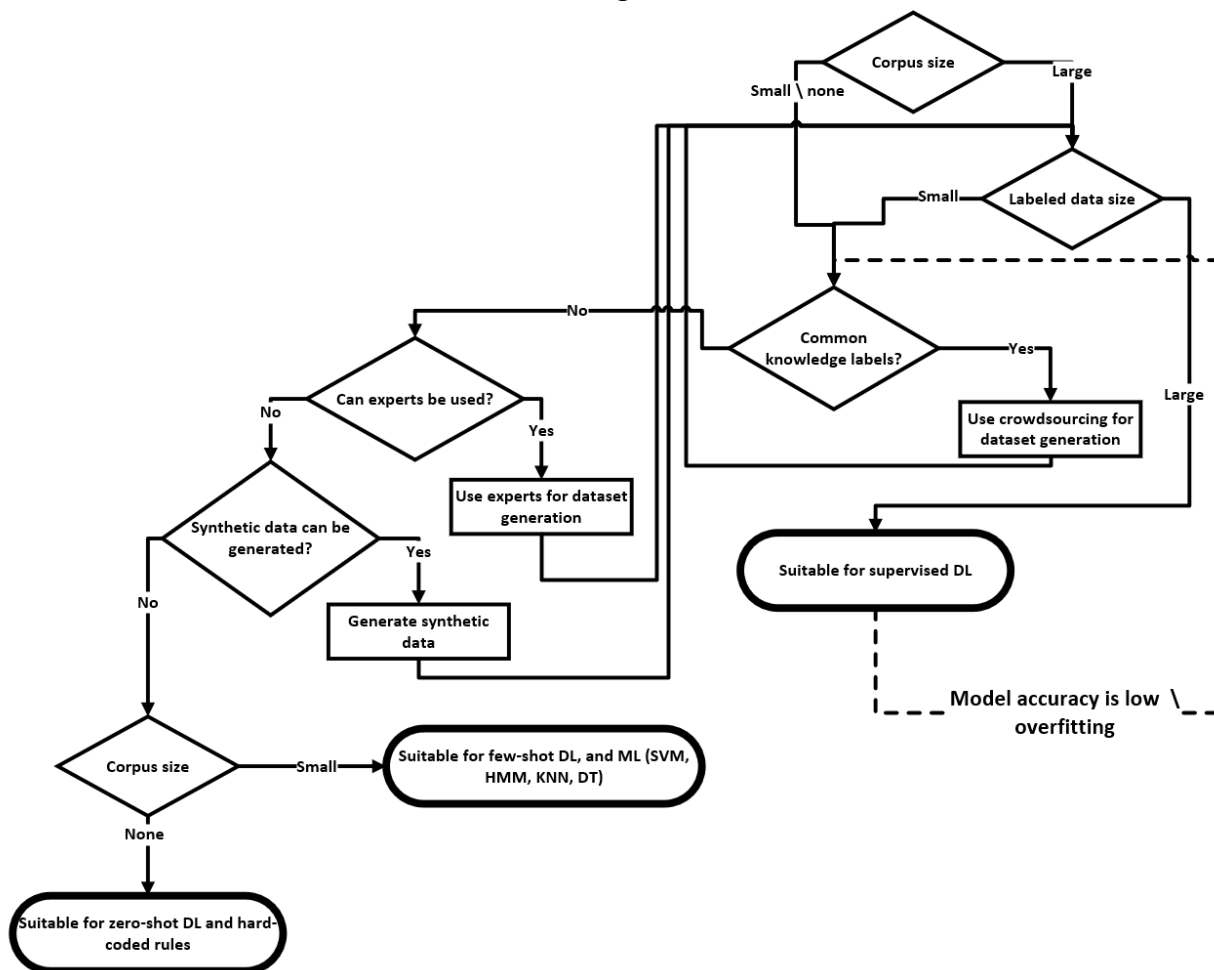 Corpus size
Large
Small \ none
Small
Labeled data size
No
Common
knowledge labels?
Yes
Can experts be used?
No
Large
Use crowdsourcing for
dataset generation
Yes
Use experts for dataset
generation
Synthetic data can be
generated?
Yes
Suitable for supervised DL
No
Generate synthetic
data
Model accuracy is low \
overfitting
Suitable for few-shot DL, and ML (SVM,
HMM, KNN, DT)
Corpus size
Small
None
Suitable for zero-shot DL and hard-
coded rules